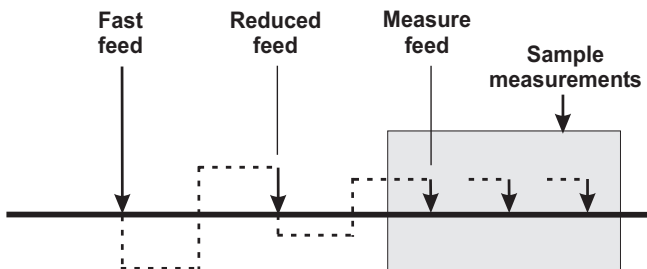 Fast
feed
Reduced
feed
Measure
feed
Sample
measurements